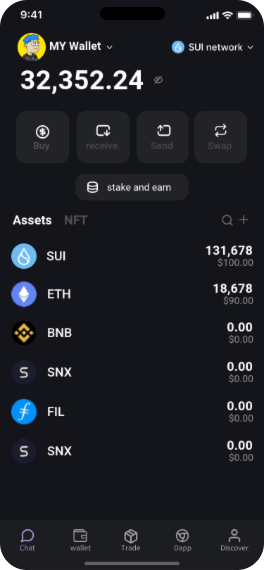 9:41
MY Wallet
SUI network
32,352.24
Buy
receive
Send
Swap
stake and earn
Assets NFT
SUI
131,678
$100.00
ETH
18,678
$90.00
BNB
0.00
$0.00
SNX
0.00
$0.00
FIL
0.00
$0.00
SNX
0.00
$0.00
Chat
wallet
Trade
Dapp
Discover